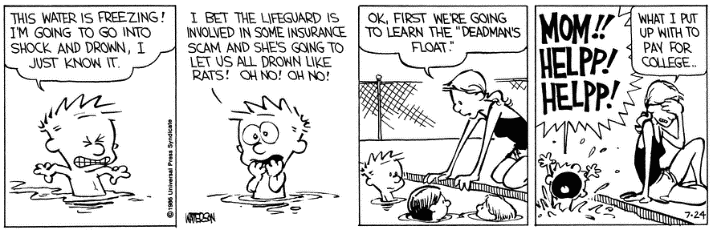 THIS WATER IS FREEZING!
I'M GOING TO GO INTO
SHOCK AND DROWN, I
JUST KNOW IT.
©1986 Universal Press Syndicate
I BET THE LIFEGUARD IS
INVOLVED IN SOME INSURANCE
SCAM AND SHE'S GOING TO
LET US ALL DROWN LIKE
RATS! OH NO! OH NO!
WATTERSON
OK, FIRST WE'RE GOING
TO LEARN THE "DEADMAN'S
FLOAT."
MOM!!
HELPP!
HELPP!
WHAT I PUT
UP WITH TO
PAY FOR
COLLEGE..
7-24